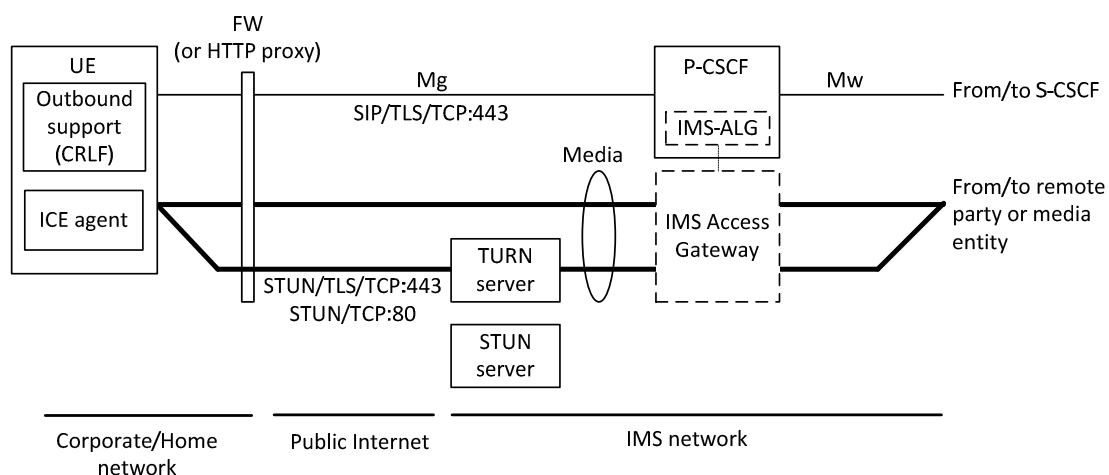 FW
(or HTTP proxy)
UE
Outbound
support
(CRLF)
ICE agent
Mg
SIP/TLS/TCP:443
P-CSCF
IMS-ALG
Mw
From/to S-CSCF
Media
IMS Access
Gateway
From/to remote
party or media
entity
TURN
server
STUN/TLS/TCP:443
STUN/TCP:80
STUN
server
Corporate/Home
network
Public Internet
IMS network